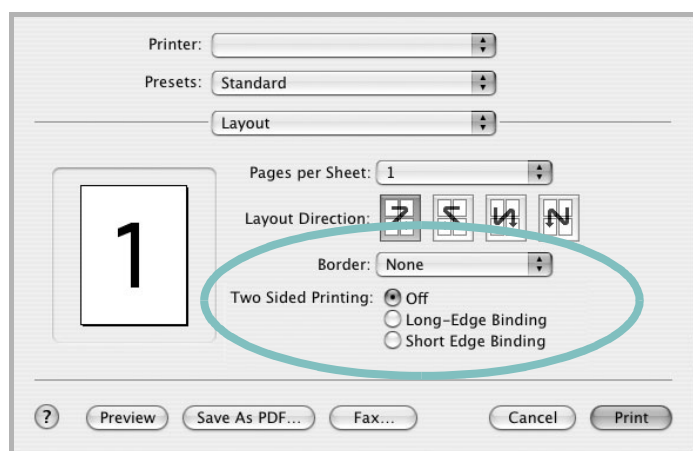 Printer:
Presets: Standard
Layout
Pages per Sheet: 1
Layout Direction:
1
Border: None
Two Sided Printing: Off
Long-Edge Binding
Short Edge Binding
? Preview Save As PDF... Fax... Cancel Print